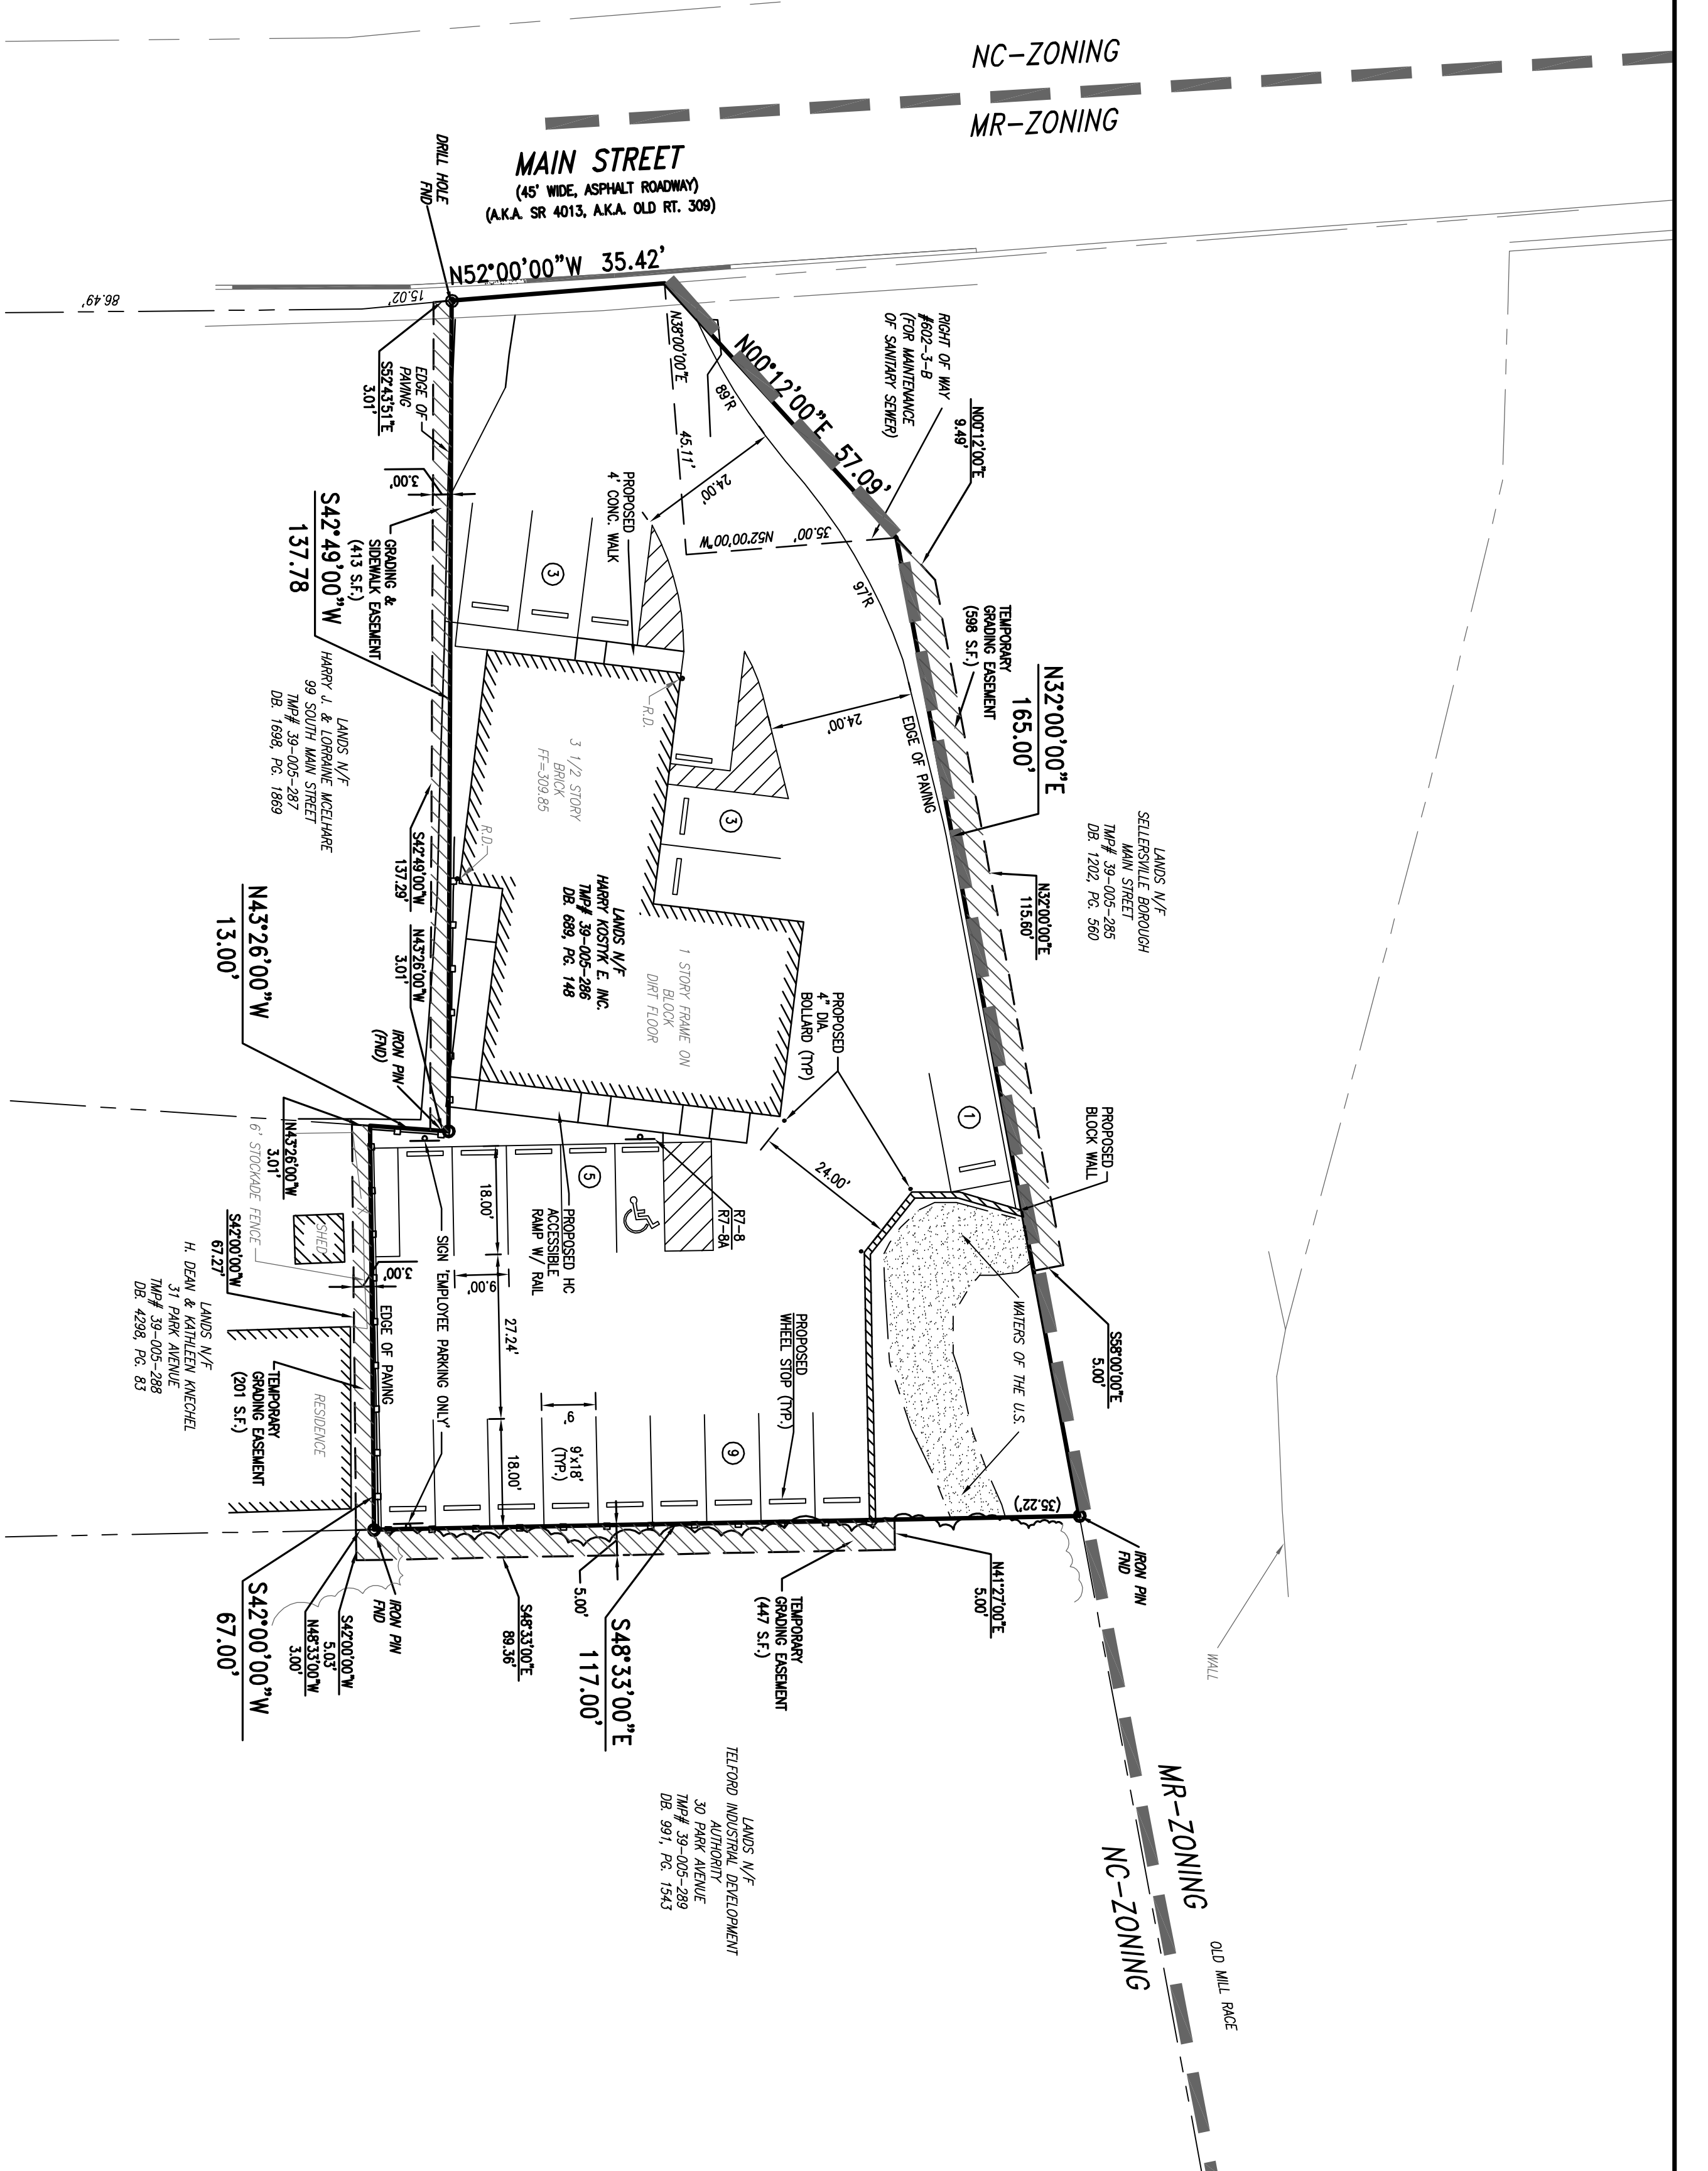 NC-ZONING
MR-ZONING
MAIN STREET
(45' WIDE, ASPHALT ROADWAY)
(A.K.A. SR 4013, A.K.A. OLD RT. 309)
DRILL HOLE
FND
N52°00'00"W 35.42'
15.02'
86.49'
S52°43'51"E
3.01'
EDGE OF
PAVING
3.00'
GRADING &
SIDEWALK EASEMENT
(413 S.F.)
S42°49'00"W
137.78
N38°00'00"E
45.11'
89'R
N00°12'00"E 57.09'
RIGHT OF WAY
#602-3-B
(FOR MAINTENANCE
OF SANITARY SEWER)
N00°12'00"E
9.49'
24.00'
35.00' N52°00'00"W
97'R
PROPOSED
4' CONC. WALK
3
TEMPORARY
GRADING EASEMENT
(598 S.F.)
N32°00'00"E
165.00'
24.00'
EDGE OF PAVING
R.D.
3 1/2 STORY
BRICK
FF=309.85
3
R.D.
LANDS N/F
HARRY J. & LORRAINE MCELHARE
99 SOUTH MAIN STREET
TMP# 39-005-287
DB. 1698, PG. 1869
LANDS N/F
SELLERSVILLE BOROUGH
MAIN STREET
TMP# 39-005-285
DB. 1202, PG. 560
N32°00'00"E
115.60'
S42°49'00"W
137.29'
N43°26'00"W
3.01'
N43°26'00"W
13.00'
LANDS N/F
HARRY KOSTYK E. INC.
TMP# 39-005-286
DB. 689, PG. 148
1 STORY FRAME ON
BLOCK
DIRT FLOOR
PROPOSED
4" DIA.
BOLLARD (TYP)
IRON PIN
(FND)
1
PROPOSED
BLOCK WALL
N43°26'00"W
3.01'
6' STOCKADE FENCE
SHED
S42°00'00"W
67.27'
3.00'
18.00'
9.00'
5
PROPOSED HC
ACCESSIBLE
RAMP W/ RAIL
R7-8
R7-8A
24.00'
27.24'
SIGN 'EMPLOYEE PARKING ONLY'
EDGE OF PAVING
LANDS N/F
H. DEAN & KATHLEEN KNECHEL
31 PARK AVENUE
TMP# 39-005-288
DB. 4298, PG. 83
TEMPORARY
GRADING EASEMENT
(201 S.F.)
RESIDENCE
PROPOSED
WHEEL STOP (TYP.)
WATERS OF THE U.S.
S58°00'00"E
5.00'
9'
9'x18'
(TYP.)
18.00'
9
(35.22')
IRON PIN
FND
N41°27'00"E
5.00'
TEMPORARY
GRADING EASEMENT
(447 S.F.)
5.00'
S48°33'00"E
117.00'
S48°33'00"E
89.36'
IRON PIN
FND
S42°00'00"W
5.03'
N48°33'00"W
3.00'
S42°00'00"W
67.00'
WALL
LANDS N/F
TELFORD INDUSTRIAL DEVELOPMENT
AUTHORITY
30 PARK AVENUE
TMP# 39-005-289
DB. 991, PG. 1543
MR-ZONING
NC-ZONING
OLD MILL RACE